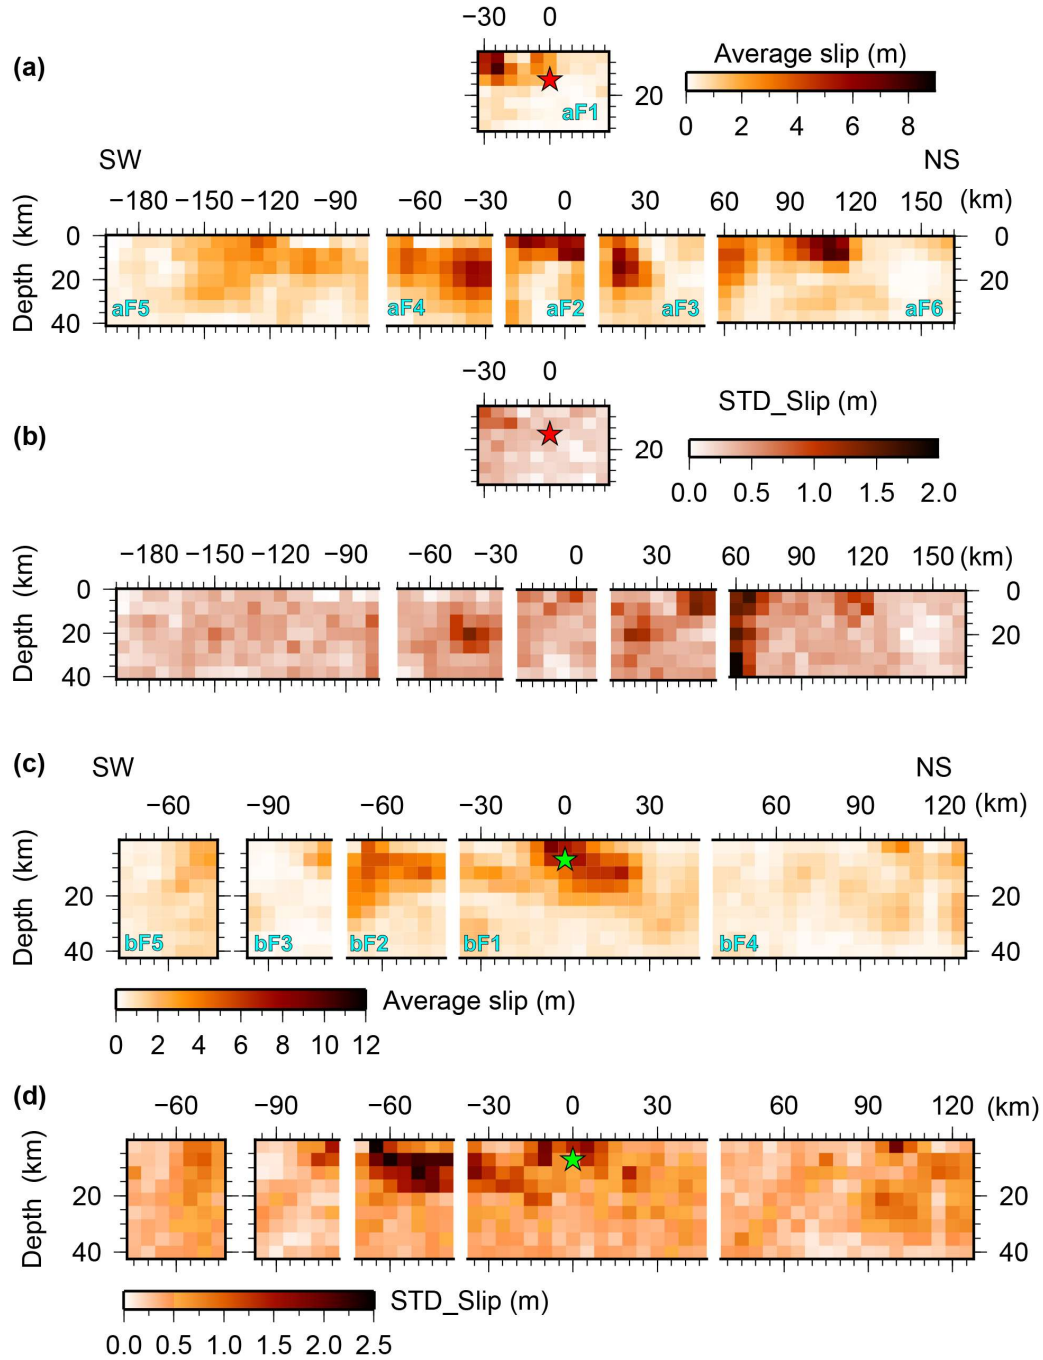 −30 0
(a)
Average slip (m)
20
aF1
0 2 4 6 8
SW NS
−180 −150 −120 −90 −60 −30 0 30 60 90 120 150 (km)
Depth (km)
0 20 40
0 20
aF5 aF4 aF2 aF3 aF6
−30 0
STD_Slip (m)
(b)
20
0.0 0.5 1.0 1.5 2.0
−180 −150 −120 −90 −60 −30 0 30 60 90 120 150 (km)
Depth (km)
0 20 40
0 20
(c)
SW NS
−60 −90 −60 −30 0 30 60 90 120 (km)
Depth (km)
0 20 40
20 40
bF5 bF3 bF2 bF1 bF4
Average slip (m)
0 2 4 6 8 10 12
(d)
−60 −90 −60 −30 0 30 60 90 120 (km)
Depth (km)
20 40
20 40
STD_Slip (m)
0.0 0.5 1.0 1.5 2.0 2.5